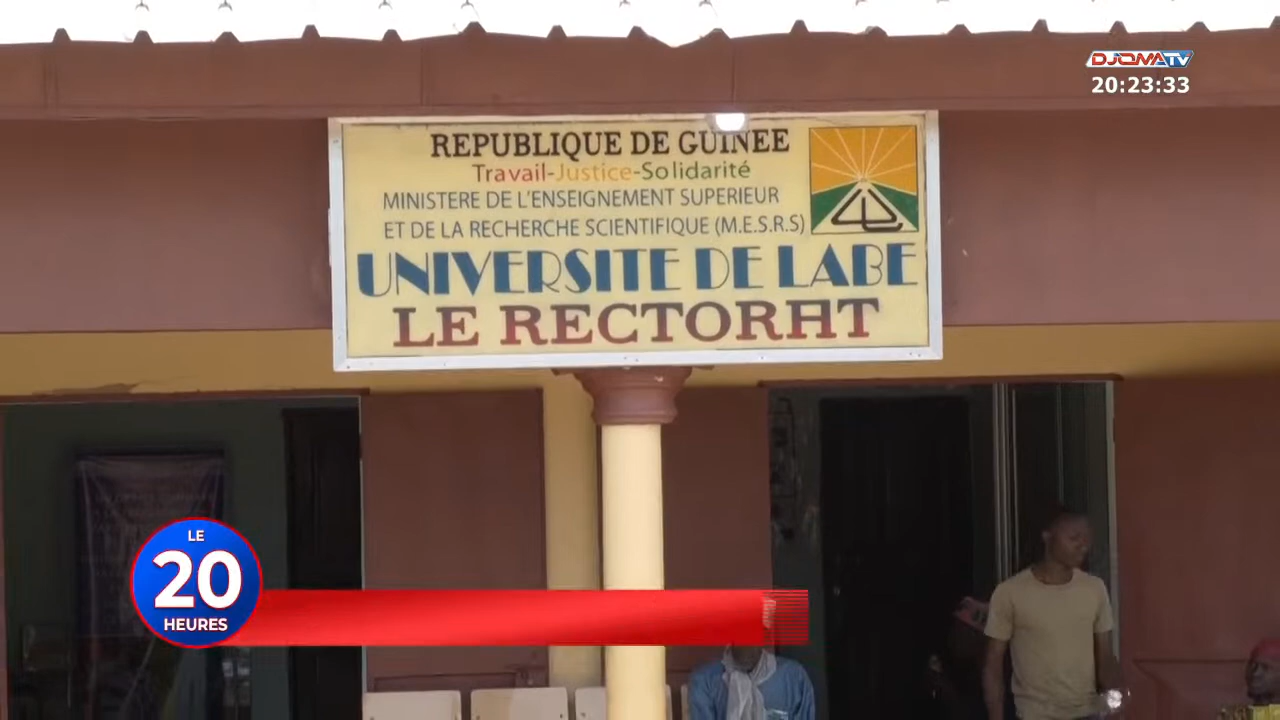 DJOMA TV
20:23:33
REPUBLIQUE DE GUINEE
Travail-Justice-Solidarité
MINISTERE DE L'ENSEIGNEMENT SUPERIEUR
ET DE LA RECHERCHE SCIENTIFIQUE (M.E.S.R.S)
UNIVERSITE DE LABE
LE RECTORAT
LE
20
HEURES